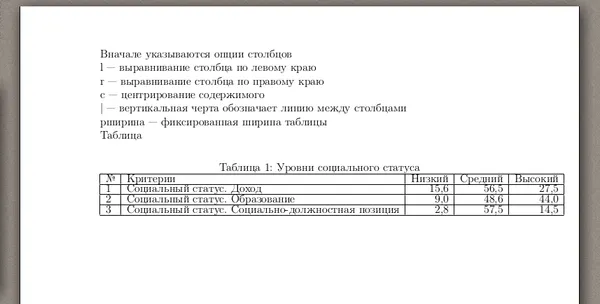 Вначале указываются опции столбцов
l — выравнивание столбца по левому краю
r — выравнивание столбца по правому краю
c — центрирование содержимого
| — вертикальная черта обозначает линию между столбцами
pширина — фиксированная ширина таблицы
Таблица
Таблица 1: Уровни социального статуса
№ Критерии Низкий Средний Высокий
1 Социальный статус. Доход 15,6 56,5 27,5
2 Социальный статус. Образование 9,0 48,6 44,0
3 Социальный статус. Социально-должностная позиция 2,8 57,5 14,5